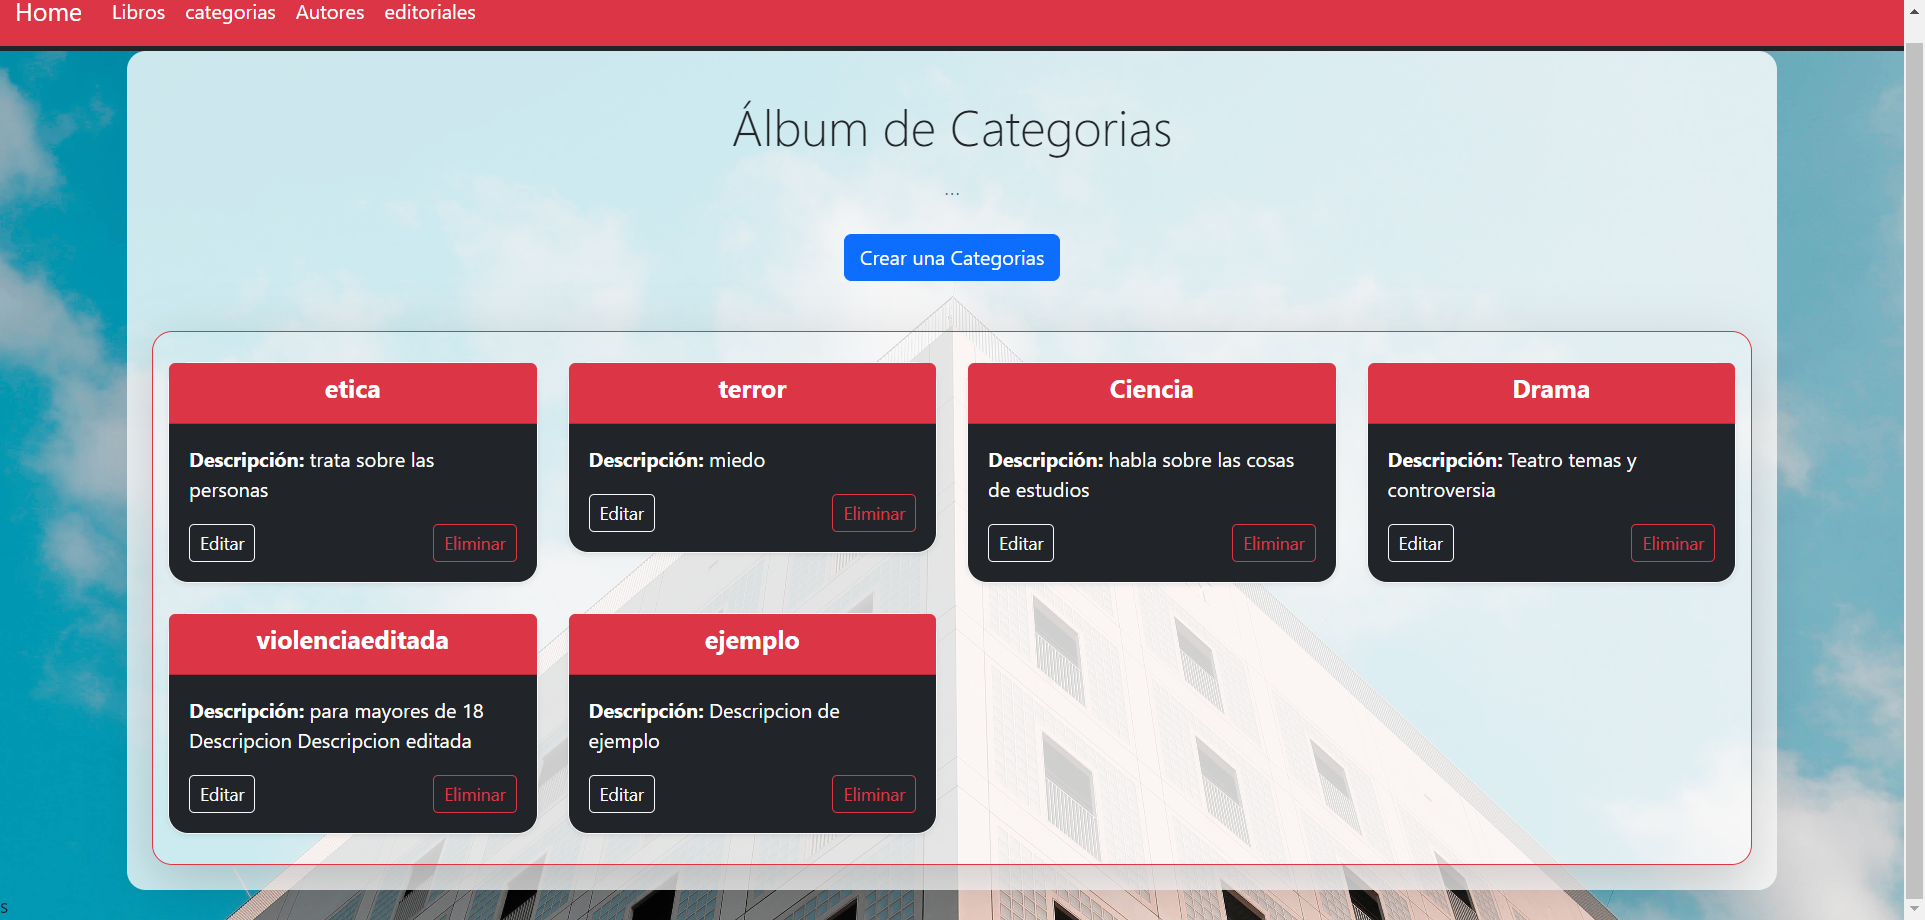 Home Libros categorias Autores editoriales
Álbum de Categorias
...
Crear una Categorias
etica
Descripción: trata sobre las
personas
Editar Eliminar
terror
Descripción: miedo
Editar Eliminar
Ciencia
Descripción: habla sobre las cosas
de estudios
Editar Eliminar
Drama
Descripción: Teatro temas y
controversia
Editar Eliminar
violenciaeditada
Descripción: para mayores de 18
Descripcion Descripcion editada
Editar Eliminar
ejemplo
Descripción: Descripcion de
ejemplo
Editar Eliminar
s